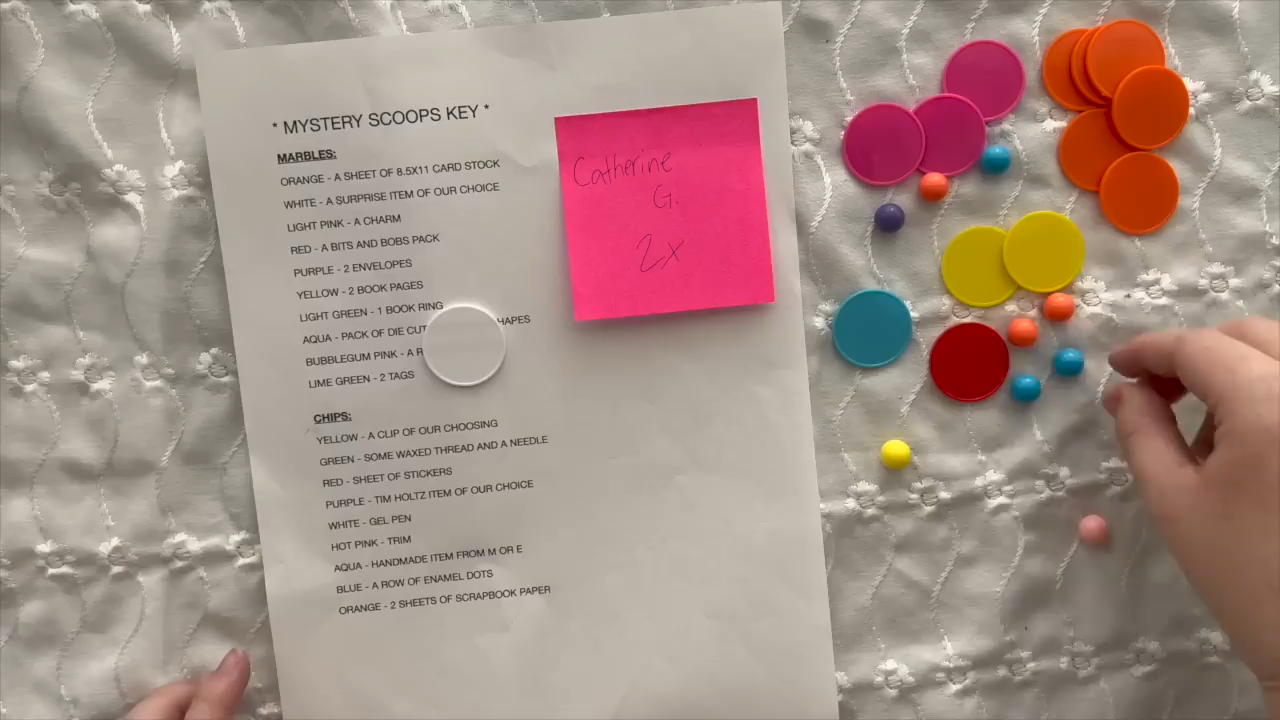 * MYSTERY SCOOPS KEY *
MARBLES:
ORANGE - A SHEET OF 8.5X11 CARD STOCK
WHITE - A SURPRISE ITEM OF OUR CHOICE
LIGHT PINK - A CHARM
RED - A BITS AND BOBS PACK
PURPLE - 2 ENVELOPES
YELLOW - 2 BOOK PAGES
LIGHT GREEN - 1 BOOK RING
AQUA - PACK OF DIE CUT
BUBBLEGUM PINK - A
LIME GREEN - 2 TAGS
CHIPS:
YELLOW - A CLIP OF OUR CHOOSING
GREEN - SOME WAXED THREAD AND A NEEDLE
RED - SHEET OF STICKERS
PURPLE - TIM HOLTZ ITEM OF OUR CHOICE
WHITE - GEL PEN
HOT PINK - TRIM
AQUA - HANDMADE ITEM FROM M OR E
BLUE - A ROW OF ENAMEL DOTS
ORANGE - 2 SHEETS OF SCRAPBOOK PAPER
Catherine
G.
2x